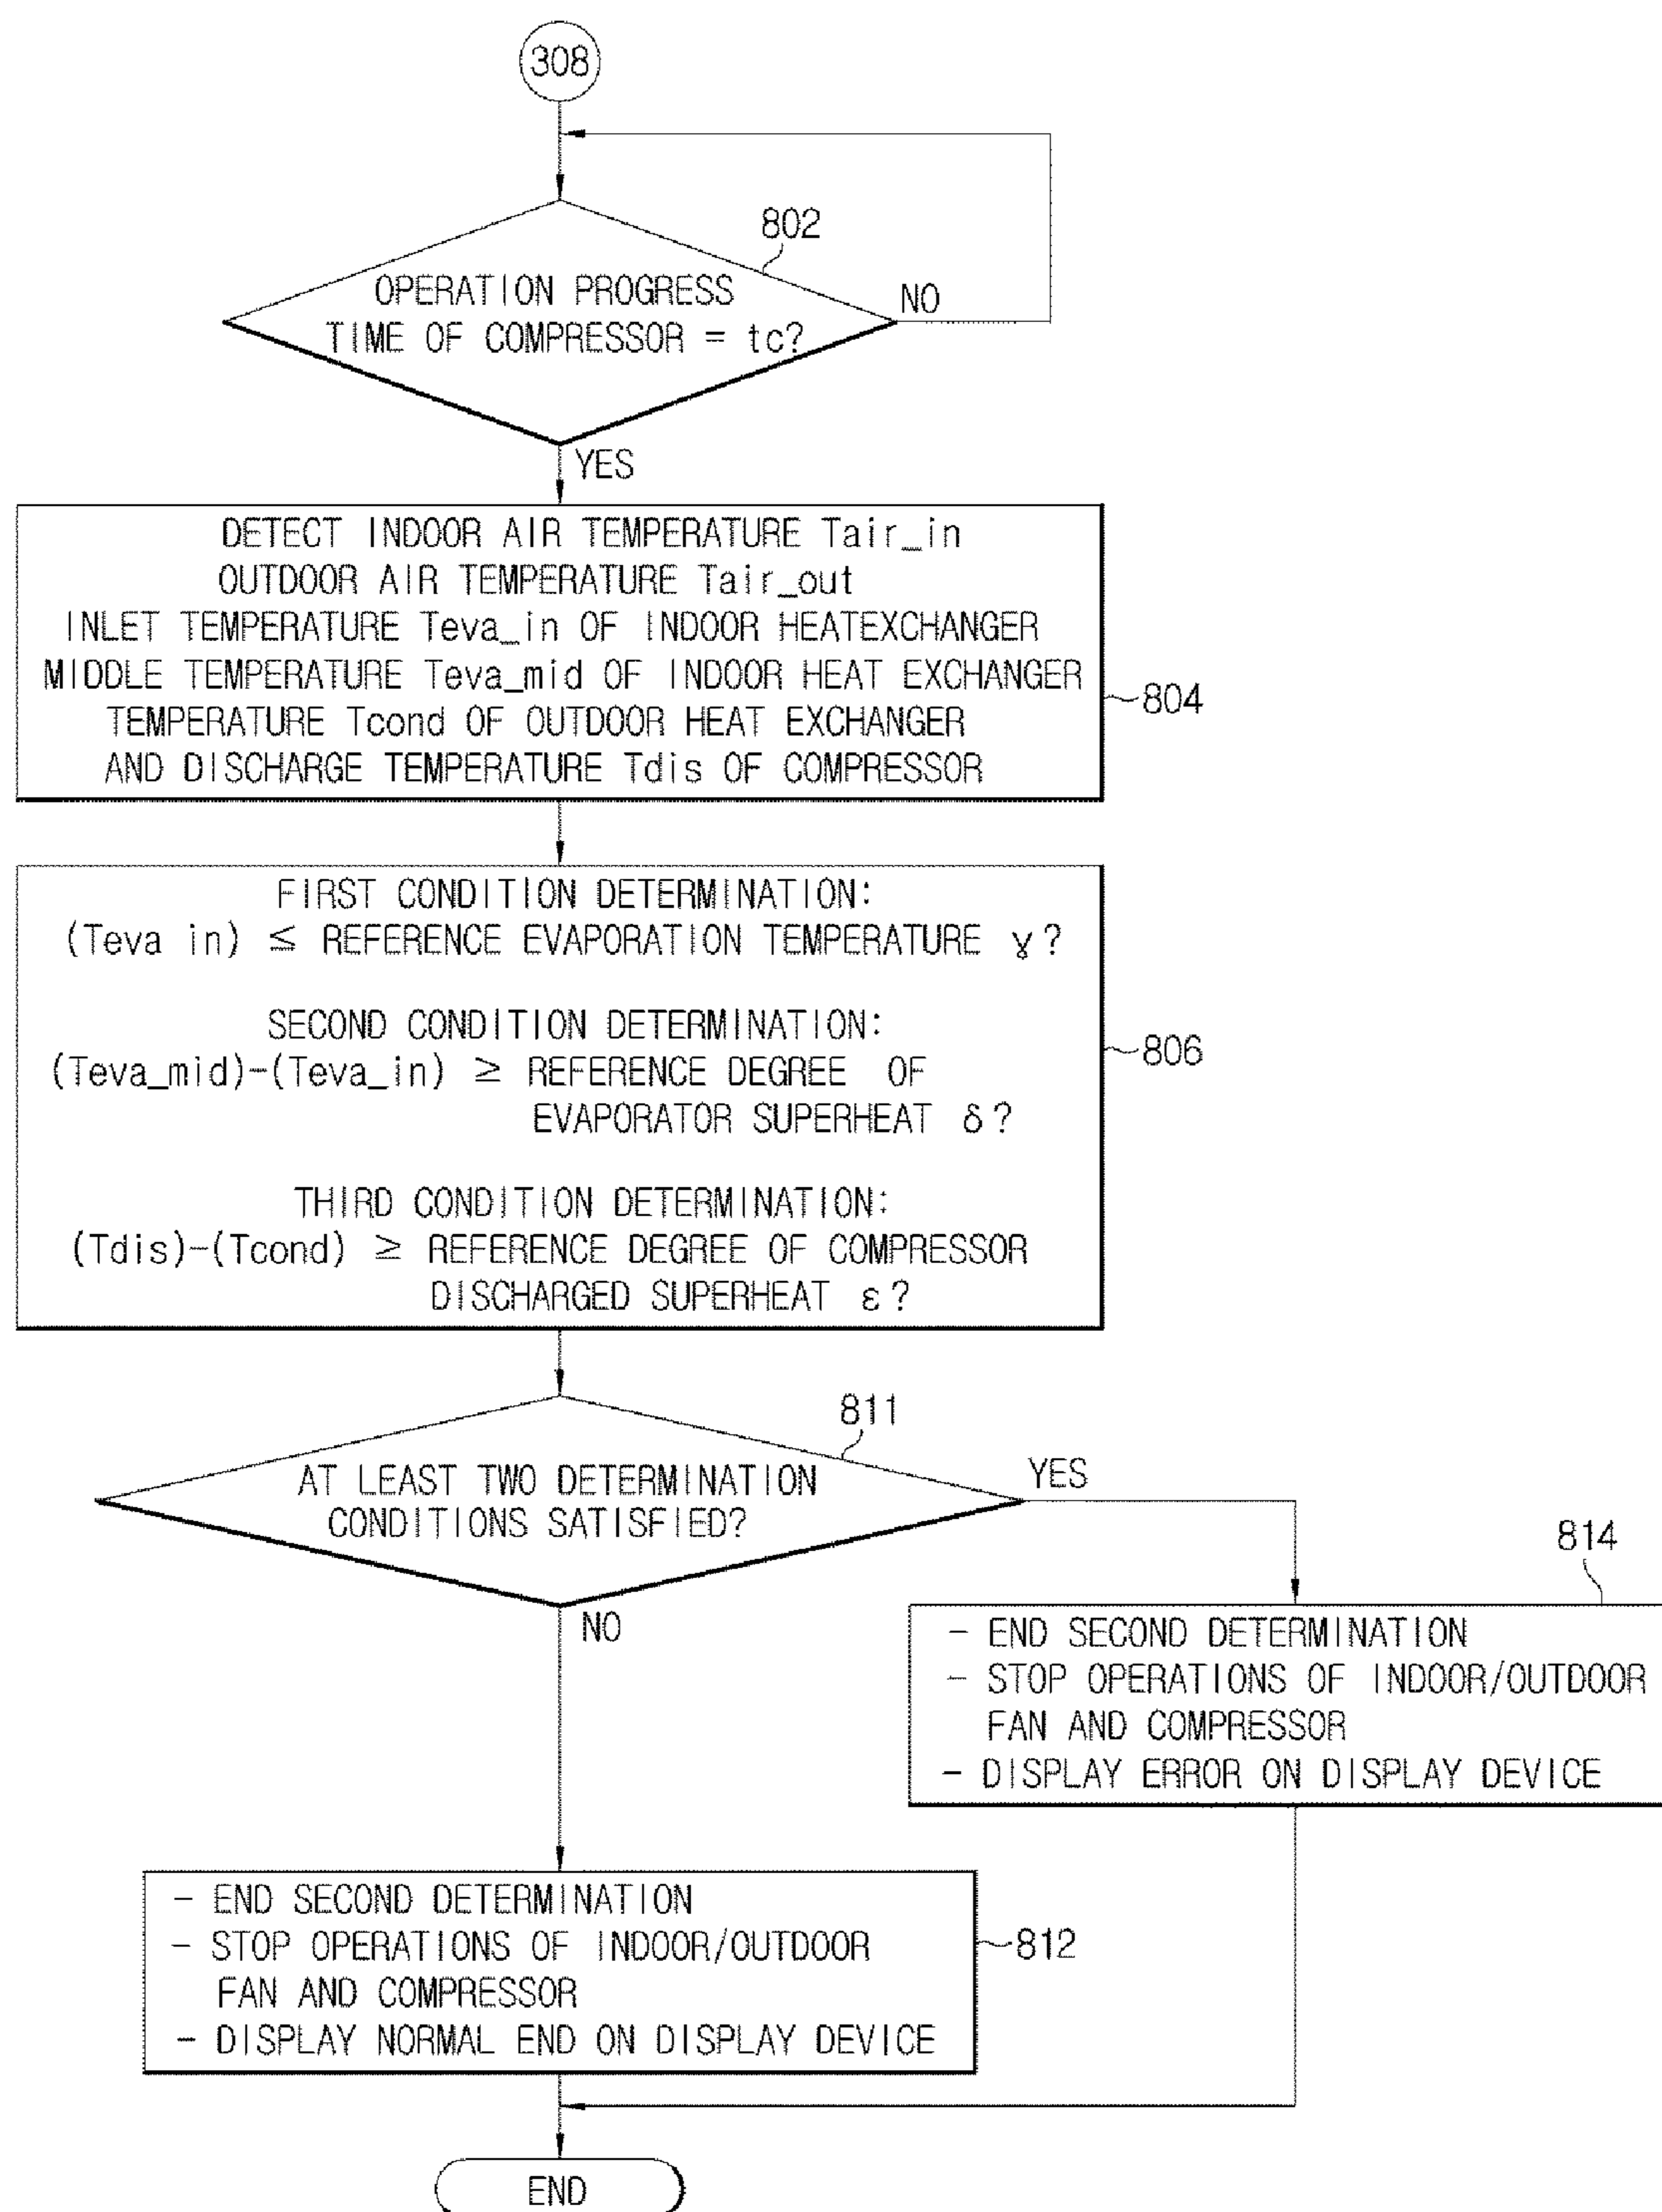 308
802
OPERATION PROGRESS
TIME OF COMPRESSOR = tc?
NO
YES
DETECT INDOOR AIR TEMPERATURE Tair_in
OUTDOOR AIR TEMPERATURE Tair_out
INLET TEMPERATURE Teva_in OF INDOOR HEATEXCHANGER
MIDDLE TEMPERATURE Teva_mid OF INDOOR HEAT EXCHANGER
TEMPERATURE Tcond OF OUTDOOR HEAT EXCHANGER
AND DISCHARGE TEMPERATURE Tdis OF COMPRESSOR
804
FIRST CONDITION DETERMINATION:
(Teva in) ≤ REFERENCE EVAPORATION TEMPERATURE γ?
SECOND CONDITION DETERMINATION:
(Teva_mid)-(Teva_in) ≥ REFERENCE DEGREE OF
EVAPORATOR SUPERHEAT δ?
THIRD CONDITION DETERMINATION:
(Tdis)-(Tcond) ≥ REFERENCE DEGREE OF COMPRESSOR
DISCHARGED SUPERHEAT ε?
806
811
AT LEAST TWO DETERMINATION
CONDITIONS SATISFIED?
YES
NO
814
- END SECOND DETERMINATION
- STOP OPERATIONS OF INDOOR/OUTDOOR
FAN AND COMPRESSOR
- DISPLAY ERROR ON DISPLAY DEVICE
- END SECOND DETERMINATION
- STOP OPERATIONS OF INDOOR/OUTDOOR
FAN AND COMPRESSOR
- DISPLAY NORMAL END ON DISPLAY DEVICE
812
END